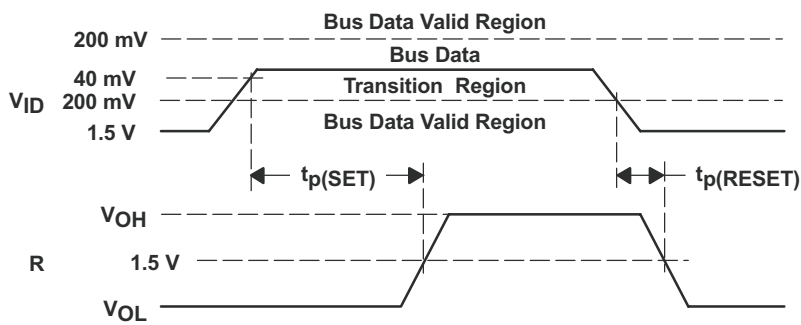 Bus Data Valid Region
200 mV
Bus Data
40 mV
Transition Region
VID
200 mV
Bus Data Valid Region
1.5 V
tp(SET)
tp(RESET)
VOH
R
1.5 V
VOL